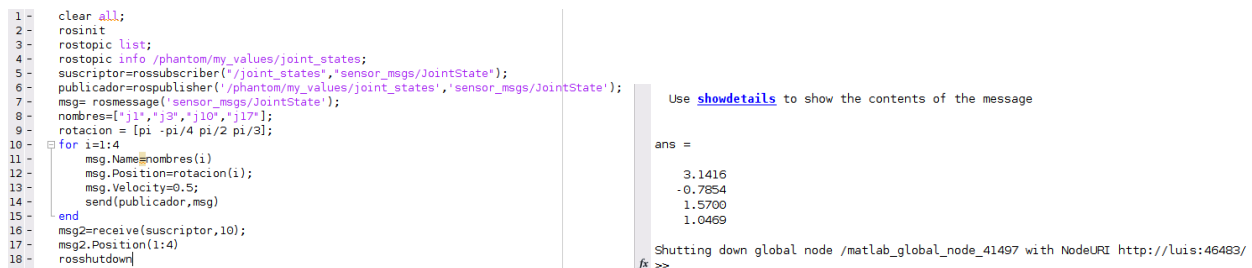 1 - clear all;
2 - rosinit
3 - rostopic list;
4 - rostopic info /phantom/my_values/joint_states;
5 - suscriptor=rossubscriber("/joint_states","sensor_msgs/JointState");
6 - publicador=rospublisher('/phantom/my_values/joint_states','sensor_msgs/JointState');
7 - msg= rosmessage('sensor_msgs/JointState');
8 - nombres=["j1","j3","j10","j17"];
9 - rotacion = [pi -pi/4 pi/2 pi/3];
10 - for i=1:4
11 - msg.Name=nombres(i)
12 - msg.Position=rotacion(i);
13 - msg.Velocity=0.5;
14 - send(publicador,msg)
15 - end
16 - msg2=receive(suscriptor,10);
17 - msg2.Position(1:4)
18 - rosshutdown
Use showdetails to show the contents of the message
ans =
3.1416
-0.7854
1.5700
1.0469
Shutting down global node /matlab_global_node_41497 with NodeURI http://luis:46483/
fx >>